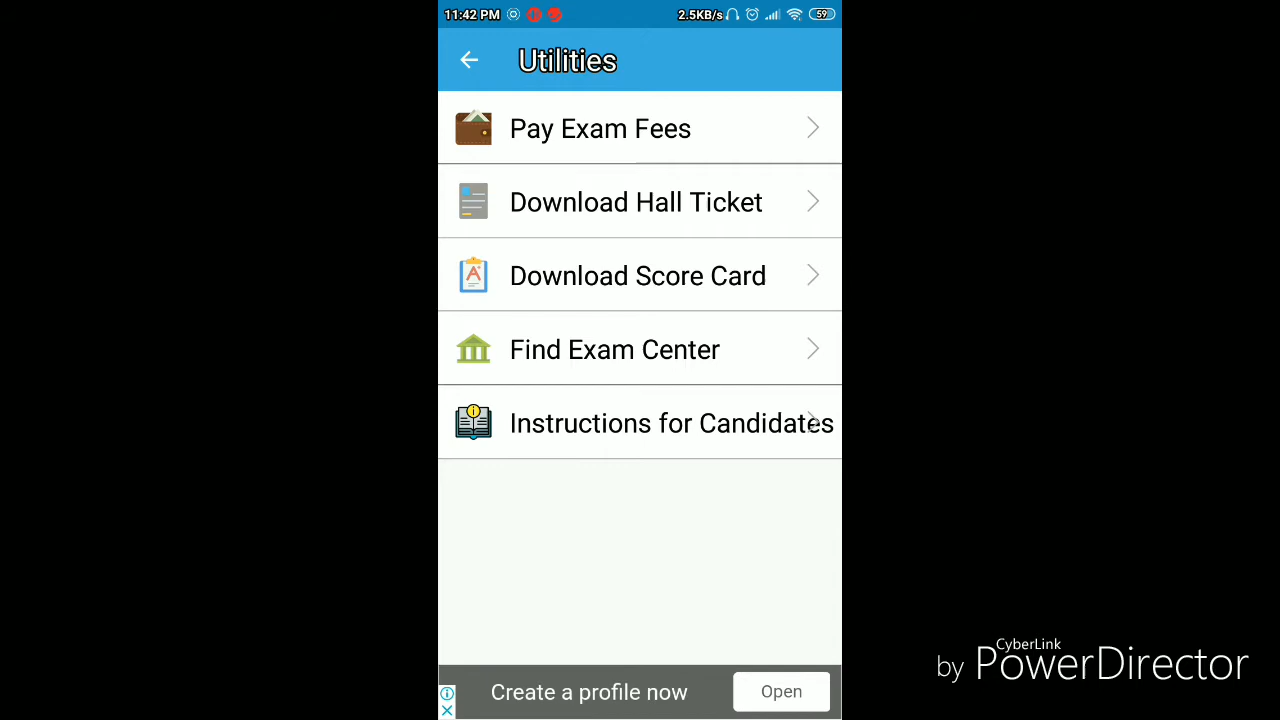 11:42 PM 2.5KB/s 59
Utilities
Pay Exam Fees
Download Hall Ticket
Download Score Card
Find Exam Center
Instructions for Candidates
Create a profile now Open
CyberLink
by PowerDirector